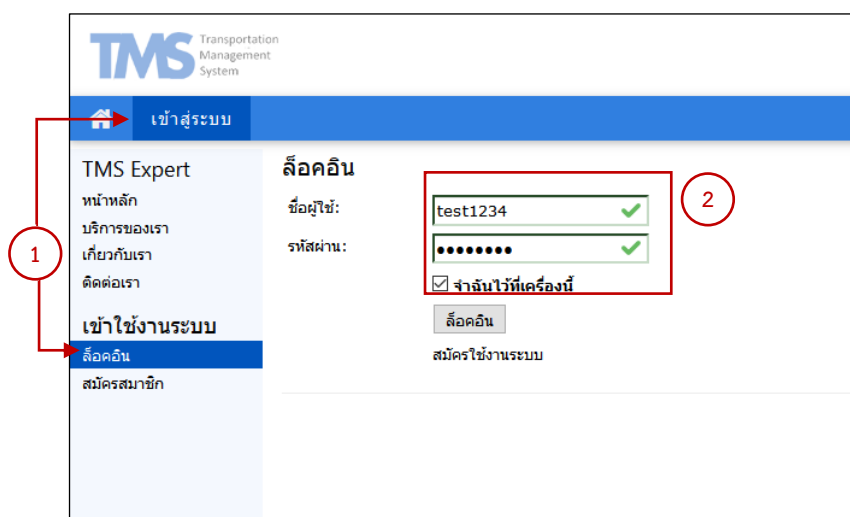 TMS
Transportation
Management
System
เข้าสู่ระบบ
TMS Expert
หน้าหลัก
บริการของเรา
เกี่ยวกับเรา
ติดต่อเรา
เข้าใช้งานระบบ
ล็อคอิน
สมัครสมาชิก
ล็อคอิน
ชื่อผู้ใช้:
test1234
รหัสผ่าน:
••••••••
จำฉันไว้ที่เครื่องนี้
ล็อคอิน
สมัครใช้งานระบบ
1
2